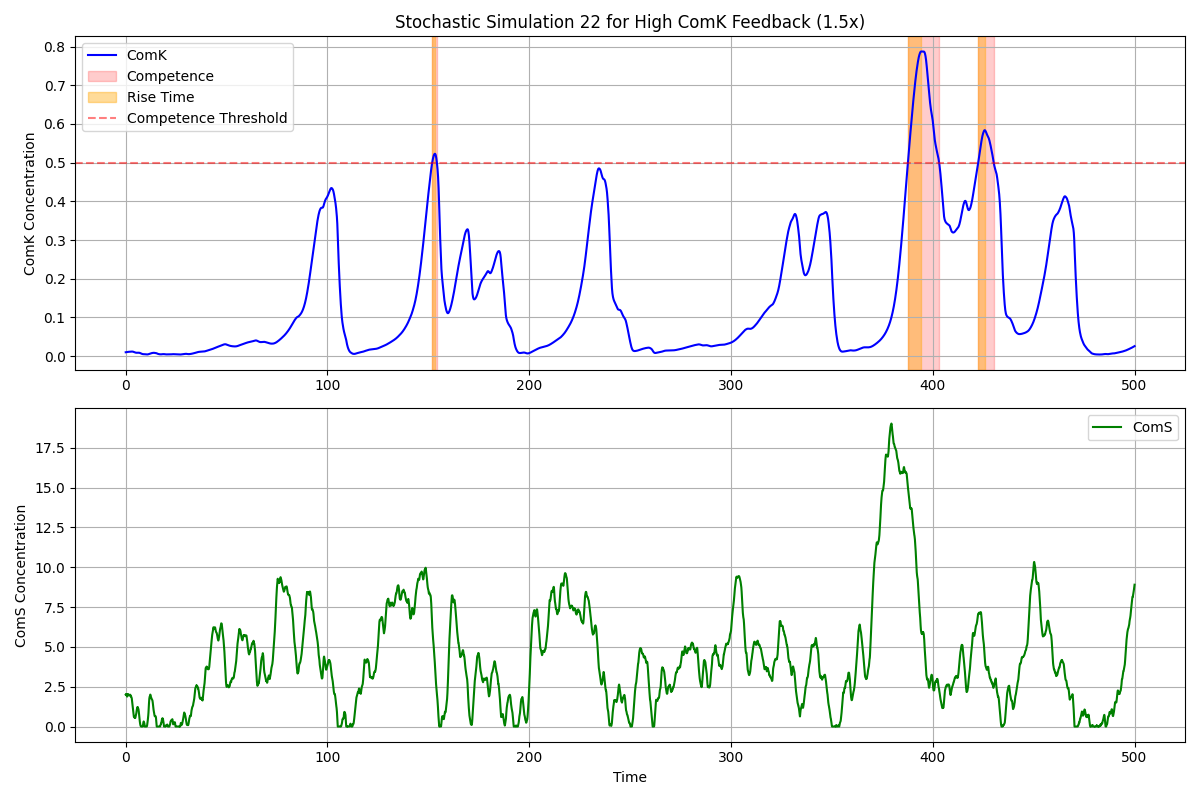 Stochastic Simulation 22 for High ComK Feedback (1.5x)
ComK Concentration
0.8
0.7
0.6
0.5
0.4
0.3
0.2
0.1
0.0
ComK
Competence
Rise Time
Competence Threshold
0 100 200 300 400 500
ComS Concentration
17.5
15.0
12.5
10.0
7.5
5.0
2.5
0.0
ComS
0 100 200 300 400 500
Time